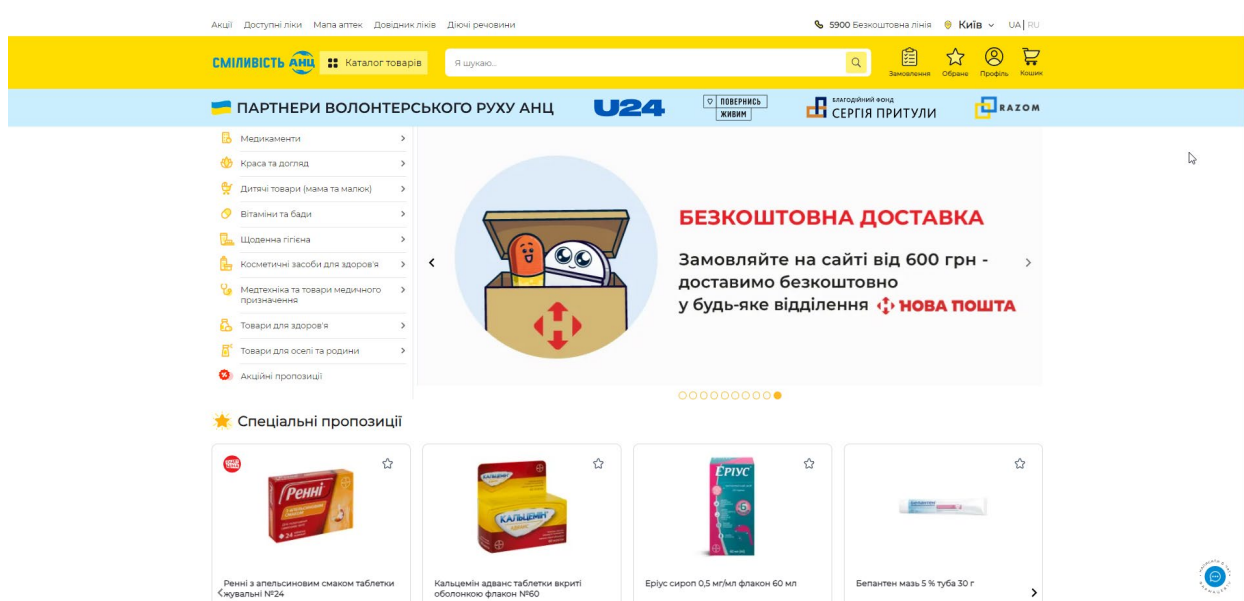 Акції Доступні ліки Мапа аптек Довідник ліків Діючі речовини 5900 Безкоштовна лінія Київ UA | RU
СМІЛИВІСТЬ АНЦ Каталог товарів Я шукаю... Замовлення Обране Профіль Кошик
ПАРТНЕРИ ВОЛОНТЕРСЬКОГО РУХУ АНЦ U24 ПОВЕРНИСЬ ЖИВИМ БЛАГОДІЙНИЙ ФОНД СЕРГІЯ ПРИТУЛИ RAZOM
Медикаменти
Краса та догляд
Дитячі товари (мама та малюк)
Вітаміни та бади
Щоденна гігієна
Косметичні засоби для здоров'я
Медтехніка та товари медичного
призначення
Товари для здоров'я
Товари для оселі та родини
Акційні пропозиції
БЕЗКОШТОВНА ДОСТАВКА
Замовляйте на сайті від 600 грн -
доставимо безкоштовно
у будь-яке відділення НОВА ПОШТА
Спеціальні пропозиції
Ренні
24
КАЛЬЦЕМІН
АДВАНС
ЕРІУС
Ренні з апельсиновим смаком таблетки
жувальні №24
Кальцемін адванс таблетки вкриті
оболонкою флакон №60
Еріус сироп 0,5 мг/мл флакон 60 мл
Бепантен мазь 5 % туба 30 г